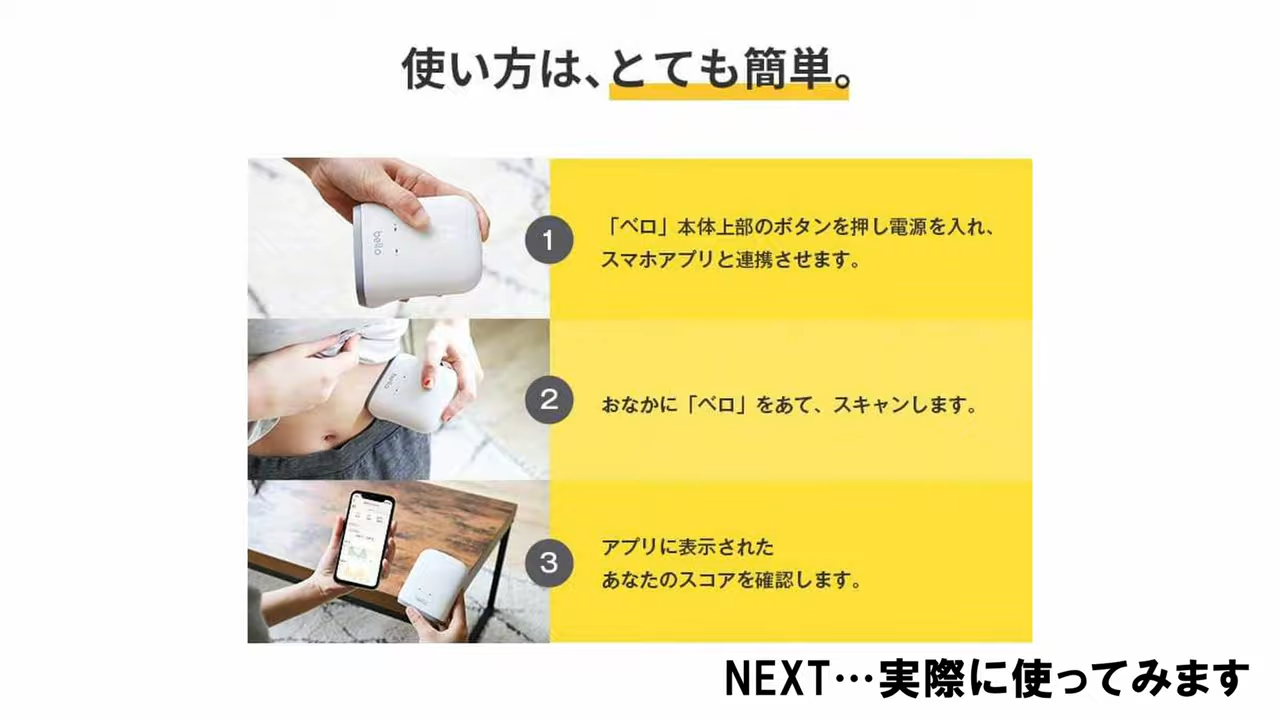 使い方は、とても簡単。
bello
1
「ベロ」本体上部のボタンを押し電源を入れ、
スマホアプリと連携させます。
bello
2
おなかに「ベロ」をあて、スキャンします。
bello
3
アプリに表示された
あなたのスコアを確認します。
NEXT…実際に使ってみます